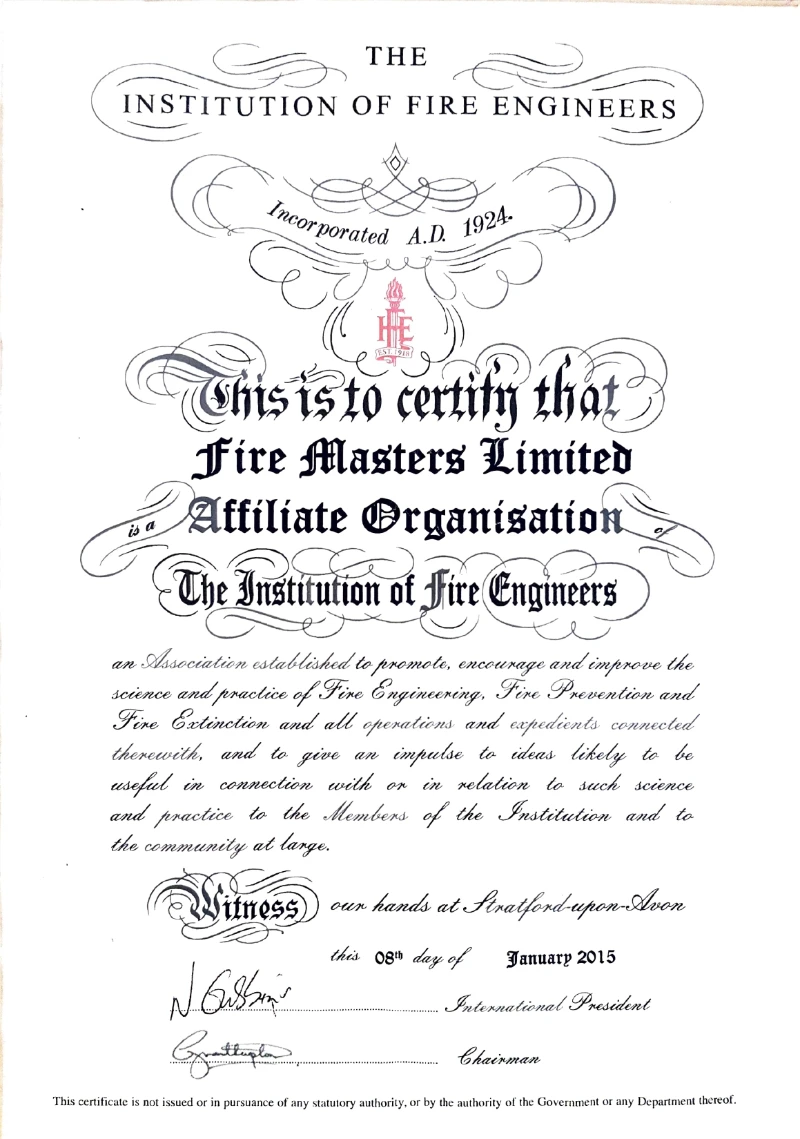 THE
INSTITUTION OF FIRE ENGINEERS
Incorporated A.D. 1924.
IFE
EST. 1918
This is to certify that
Fire Masters Limited
is a Affiliate Organisation of
The Institution of Fire Engineers
an Association established to promote, encourage and improve the
science and practice of Fire Engineering, Fire Prevention and
Fire Extinction and all operations and expedients connected
therewith, and to give an impulse to ideas likely to be
useful in connection with or in relation to such science
and practice to the Members of the Institution and to
the community at large.
Witness our hands at Stratford-upon-Avon
this 08th day of January 2015
International President
Chairman
This certificate is not issued or in pursuance of any statutory authority, or by the authority of the Government or any Department thereof.